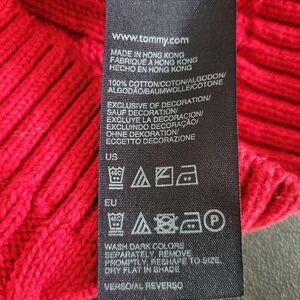 www.tommy.com
MADE IN HONG KONG
FABRIQUE A HONG KONG
HECHO EN HONG KONG
100% COTTON/COTON/ALGODON/
ALGODÃO/BAUMWOLLE/COTONE
EXCLUSIVE OF DECORATION/
SAUF DECORATION/
EXCLUYE LA DECORACION/
EXCLUINDO DECORAÇÃO/
OHNE DEKORATION/
ECCETTO DECORAZIONE
US
EU
P
WASH DARK COLORS
SEPARATELY, REMOVE
PROMPTLY, RESHAPE TO SIZE,
DRY FLAT IN SHADE
VERSO/AL REVERSO